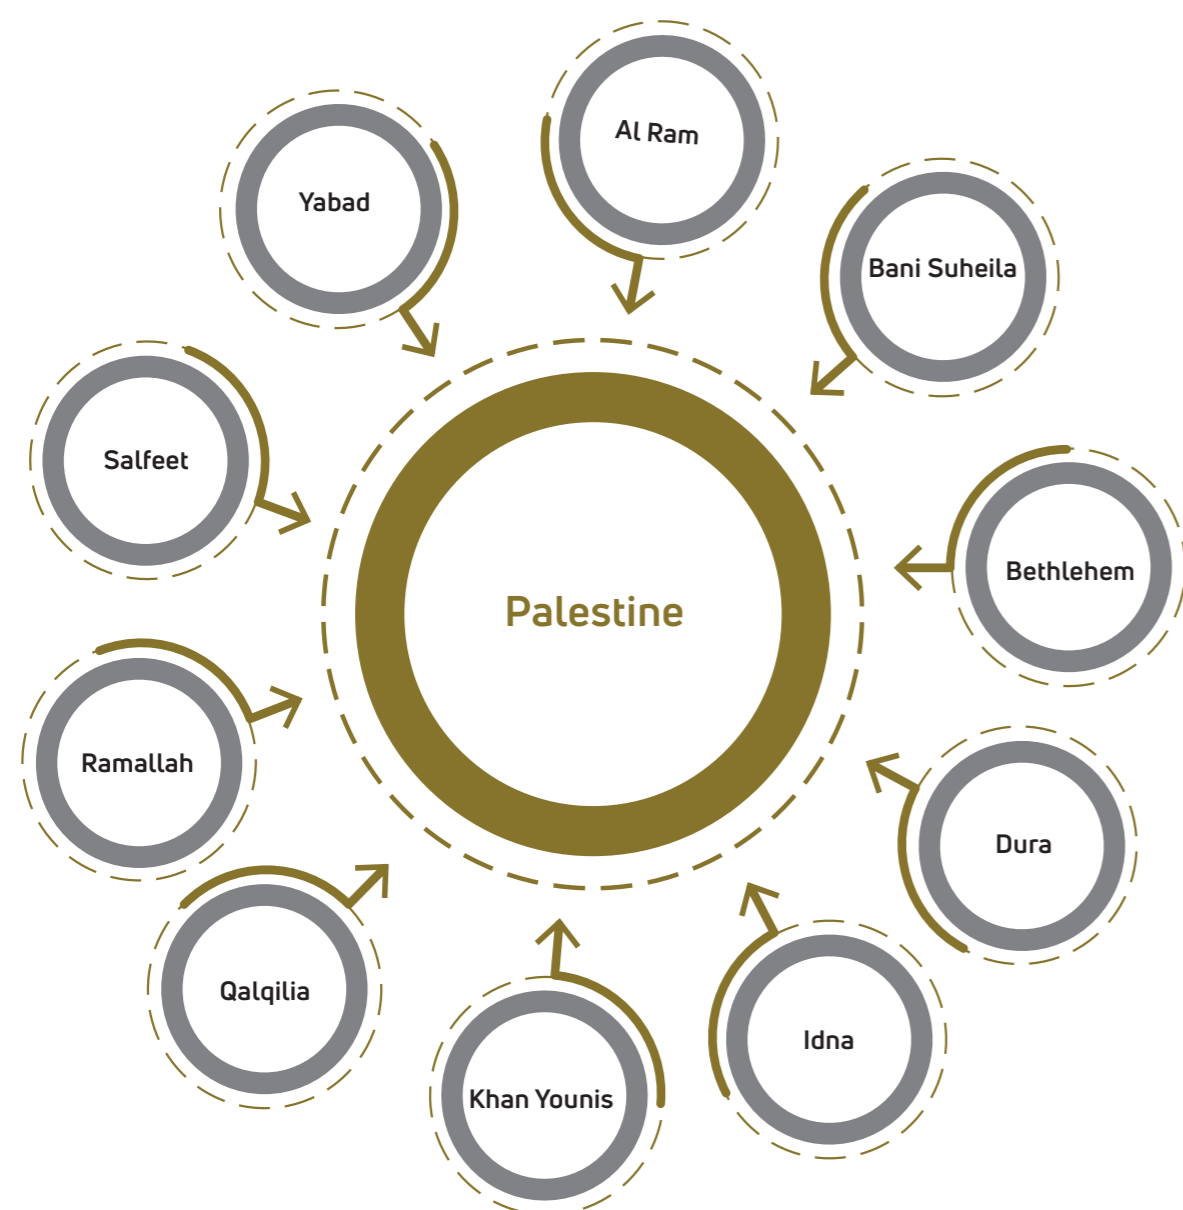 Al Ram
Yabad
Bani Suheila
Salfeet
Bethlehem
Palestine
Ramallah
Dura
Qalqilia
Idna
Khan Younis